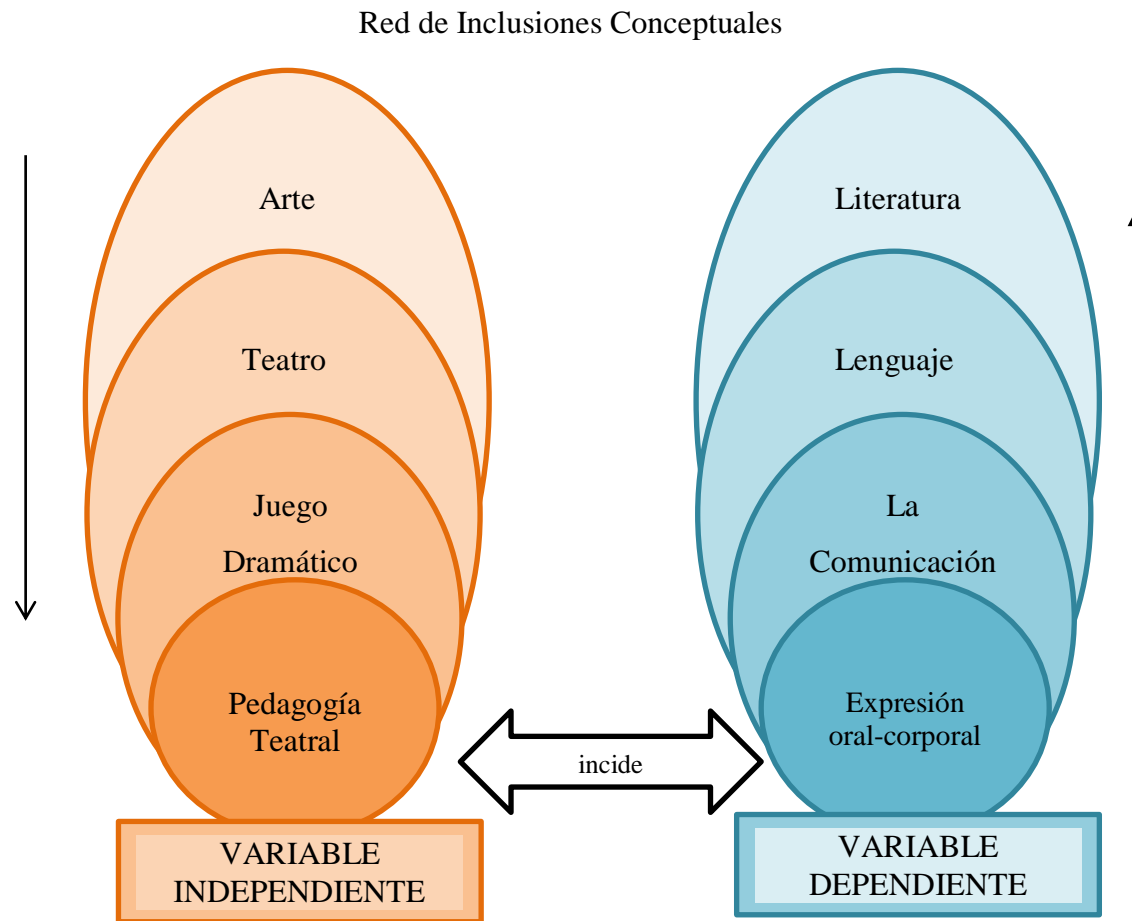 Red de Inclusiones Conceptuales
Arte
Teatro
Juego
Dramático
Pedagogía
Teatral
VARIABLE
INDEPENDIENTE
incide
Literatura
Lenguaje
La
Comunicación
Expresión
oral-corporal
VARIABLE
DEPENDIENTE